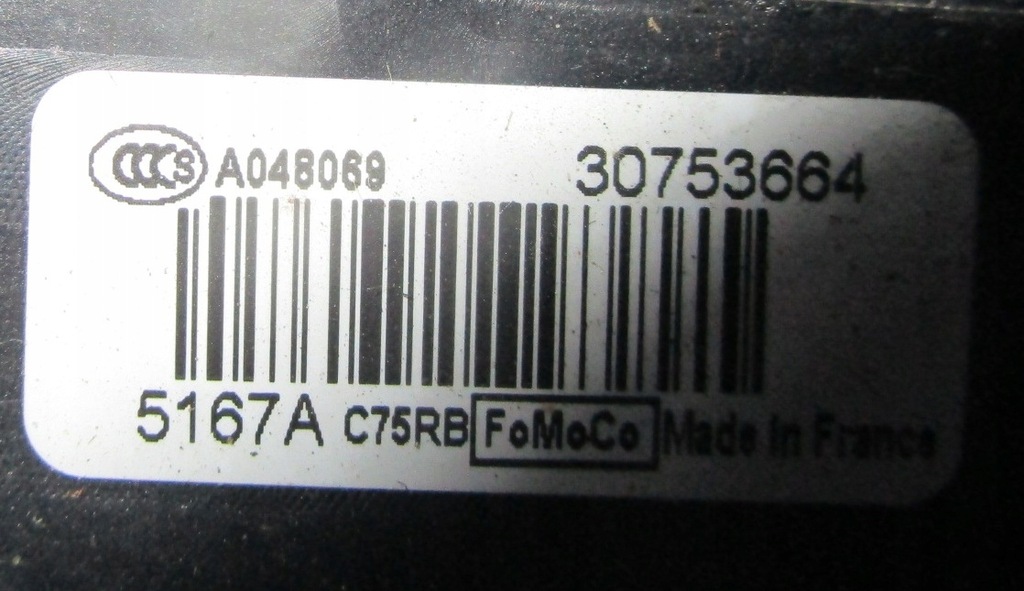 CCC S A048069 30753664
5167A C75RB FoMoCo Made In France